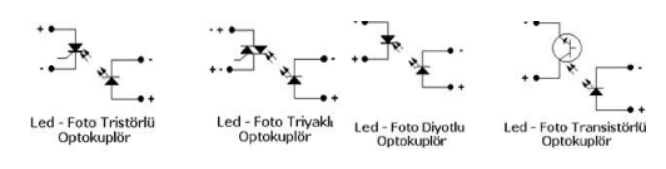 Led - Foto Tristörlü
Optokuplör
Led - Foto Triyaklı
Optokuplör
Led - Foto Diyotlu
Optokuplör
Led - Foto Transistörlü
Optokuplör